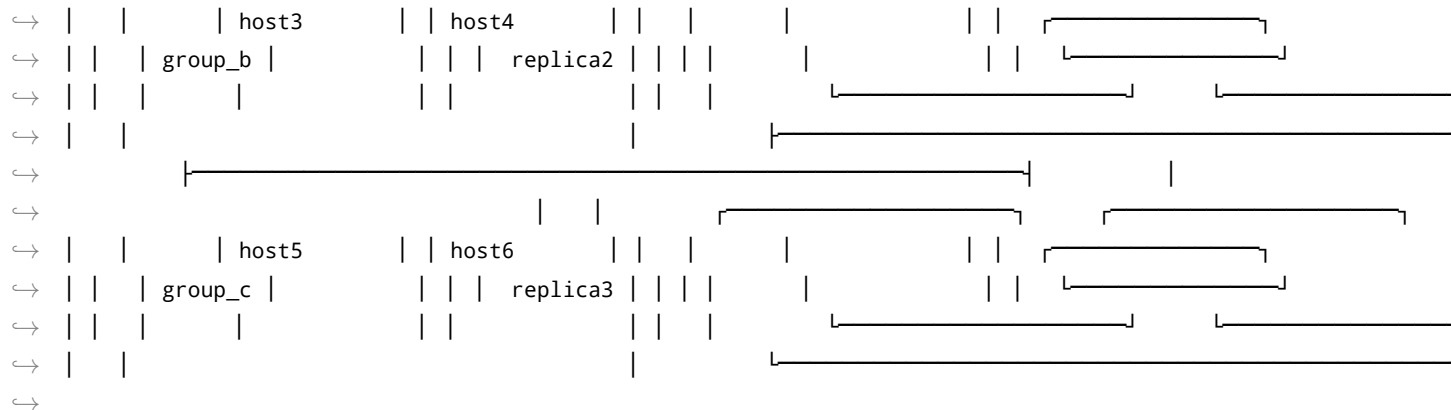 ↪ | | | host3 | | host4 | | | | | | ┌──────────┐
↪ | | | group_b | | | | replica2 | | | | | | | └──────────┘
↪ | | | | | | | | | └──────────────┘ └───────────
↪ | | | ├────────────────────────────────
↪ ├────────────────────────────────────────┤ |
↪ | | ┌──────────────┐ ┌──────────────┐
↪ | | | host5 | | host6 | | | | | | ┌──────────┐
↪ | | | group_c | | | | replica3 | | | | | | | └──────────┘
↪ | | | | | | | | | └──────────────┘ └───────────
↪ | | | └────────────────────────────────
↪